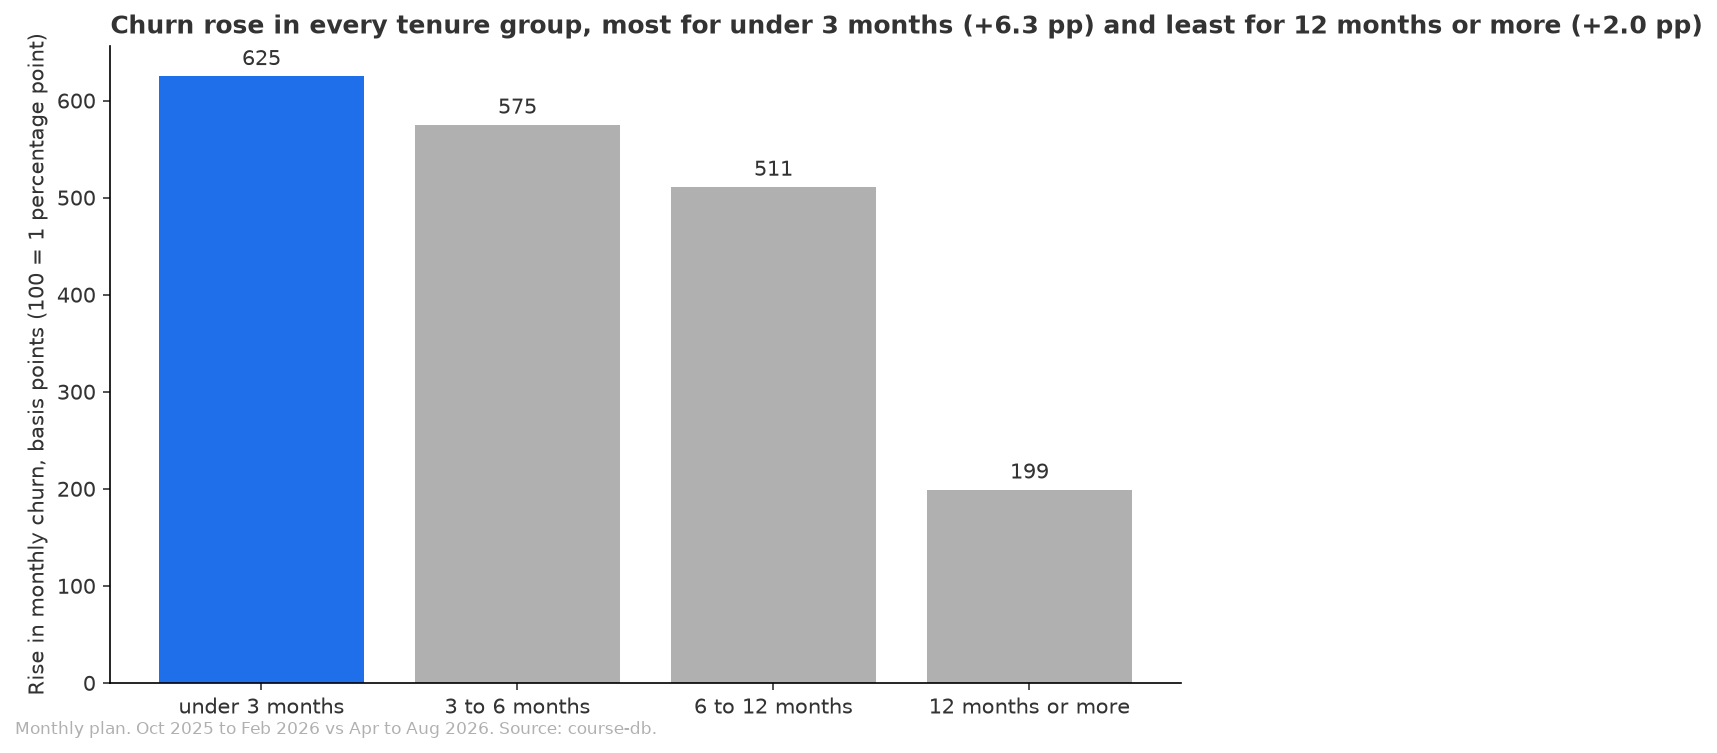 Churn rose in every tenure group, most for under 3 months (+6.3 pp) and least for 12 months or more (+2.0 pp)
Rise in monthly churn, basis points (100 = 1 percentage point)
600
500
400
300
200
100
0
625
575
511
199
under 3 months
3 to 6 months
6 to 12 months
12 months or more
Monthly plan. Oct 2025 to Feb 2026 vs Apr to Aug 2026. Source: course-db.